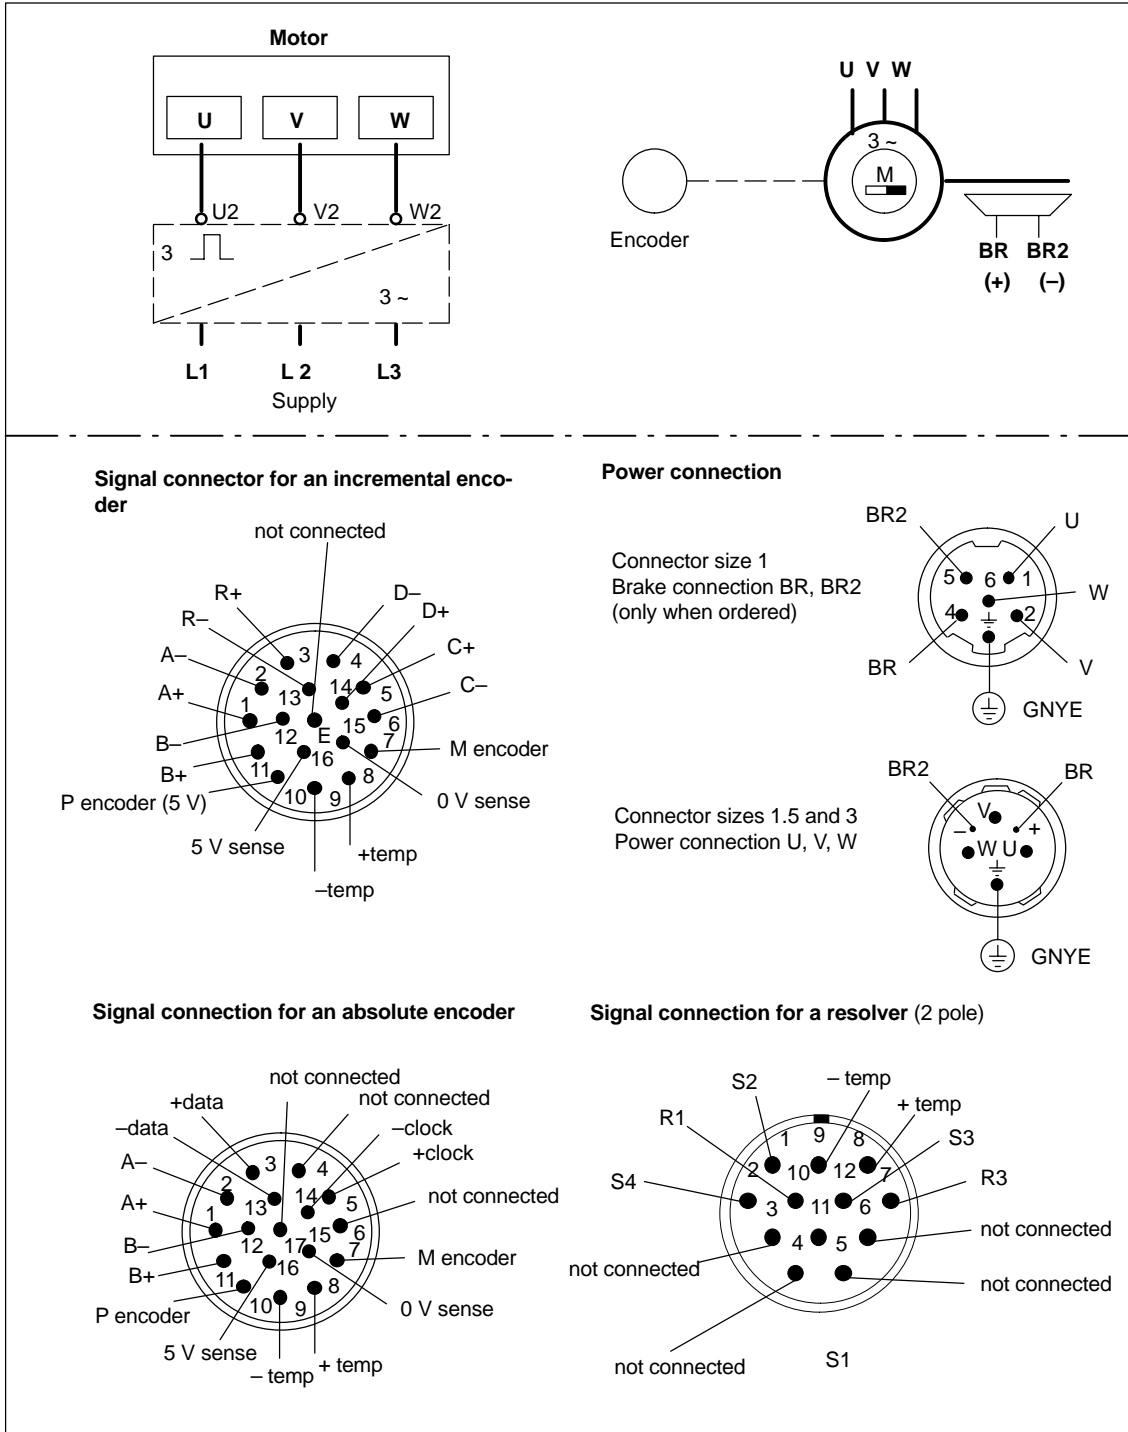 Motor
U V W
U V W
3 ~
M
U2 V2 W2
3
3 ~
Encoder
BR BR2
(+) (–)
L1 L 2 L3
Supply
Signal connector for an incremental enco-
der
not connected
R+
R–
A–
A+
B–
B+
P encoder (5 V)
5 V sense
–temp
+temp
0 V sense
M encoder
C–
C+
D+
D–
1
2
3
4
5
6
7
8
9
10
11
12
13
14
15
16
E
Power connection
Connector size 1
Brake connection BR, BR2
(only when ordered)
BR2
U
W
V
BR
5 6 1
4 2
GNYE
Connector sizes 1.5 and 3
Power connection U, V, W
BR2
BR
V
– +
W U
GNYE
Signal connection for an absolute encoder
not connected
+data
not connected
–data
–clock
+clock
A–
A+
not connected
B–
B+
M encoder
P encoder
0 V sense
5 V sense
– temp
+ temp
1
2
3
4
5
6
7
8
9
10
11
12
13
14
15
16
17
Signal connection for a resolver (2 pole)
– temp
S2
+ temp
R1
S3
S4
R3
1 9 8
2 10 12 7
3 11 6
4 5
not connected
not connected
not connected
not connected
S1